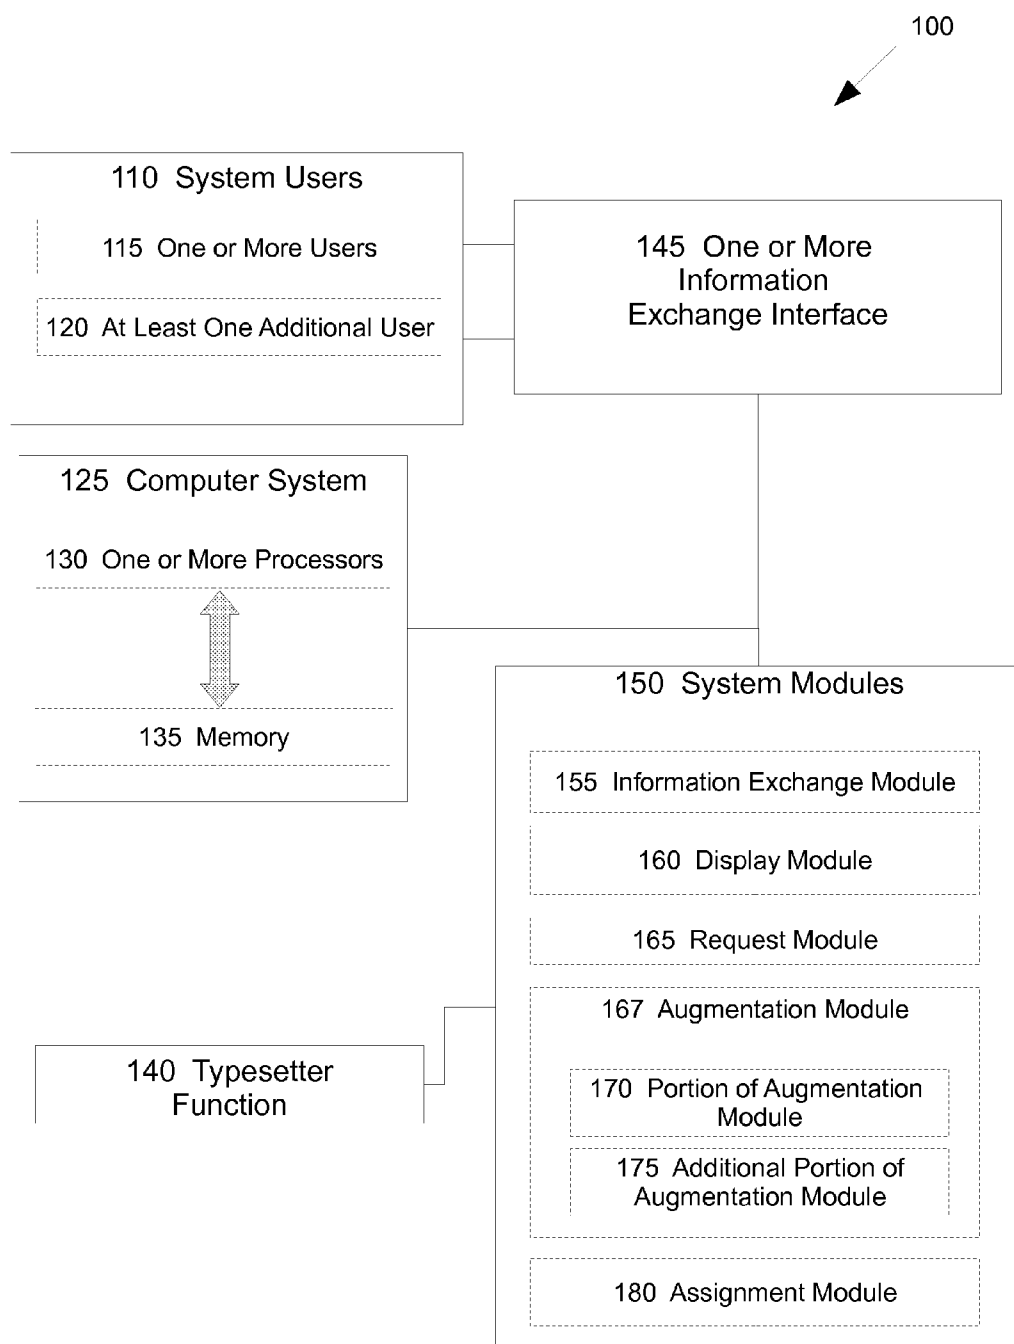 100
110 System Users
115 One or More Users
120 At Least One Additional User
145 One or More
Information
Exchange Interface
125 Computer System
130 One or More Processors
135 Memory
150 System Modules
155 Information Exchange Module
160 Display Module
165 Request Module
167 Augmentation Module
170 Portion of Augmentation
Module
175 Additional Portion of
Augmentation Module
180 Assignment Module
140 Typesetter
Function